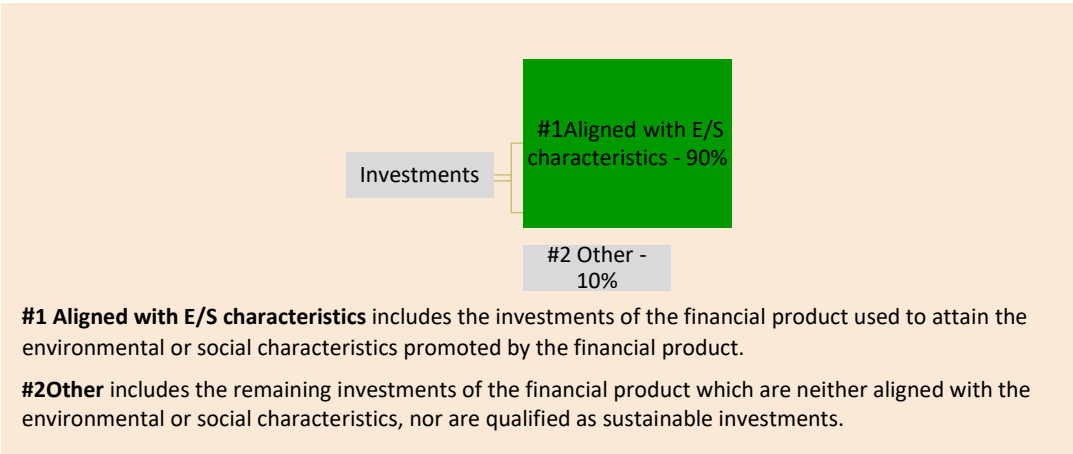 #1Aligned with E/S
characteristics - 90%
Investments
#2 Other -
10%
#1 Aligned with E/S characteristics includes the investments of the financial product used to attain the
environmental or social characteristics promoted by the financial product.
#2Other includes the remaining investments of the financial product which are neither aligned with the
environmental or social characteristics, nor are qualified as sustainable investments.